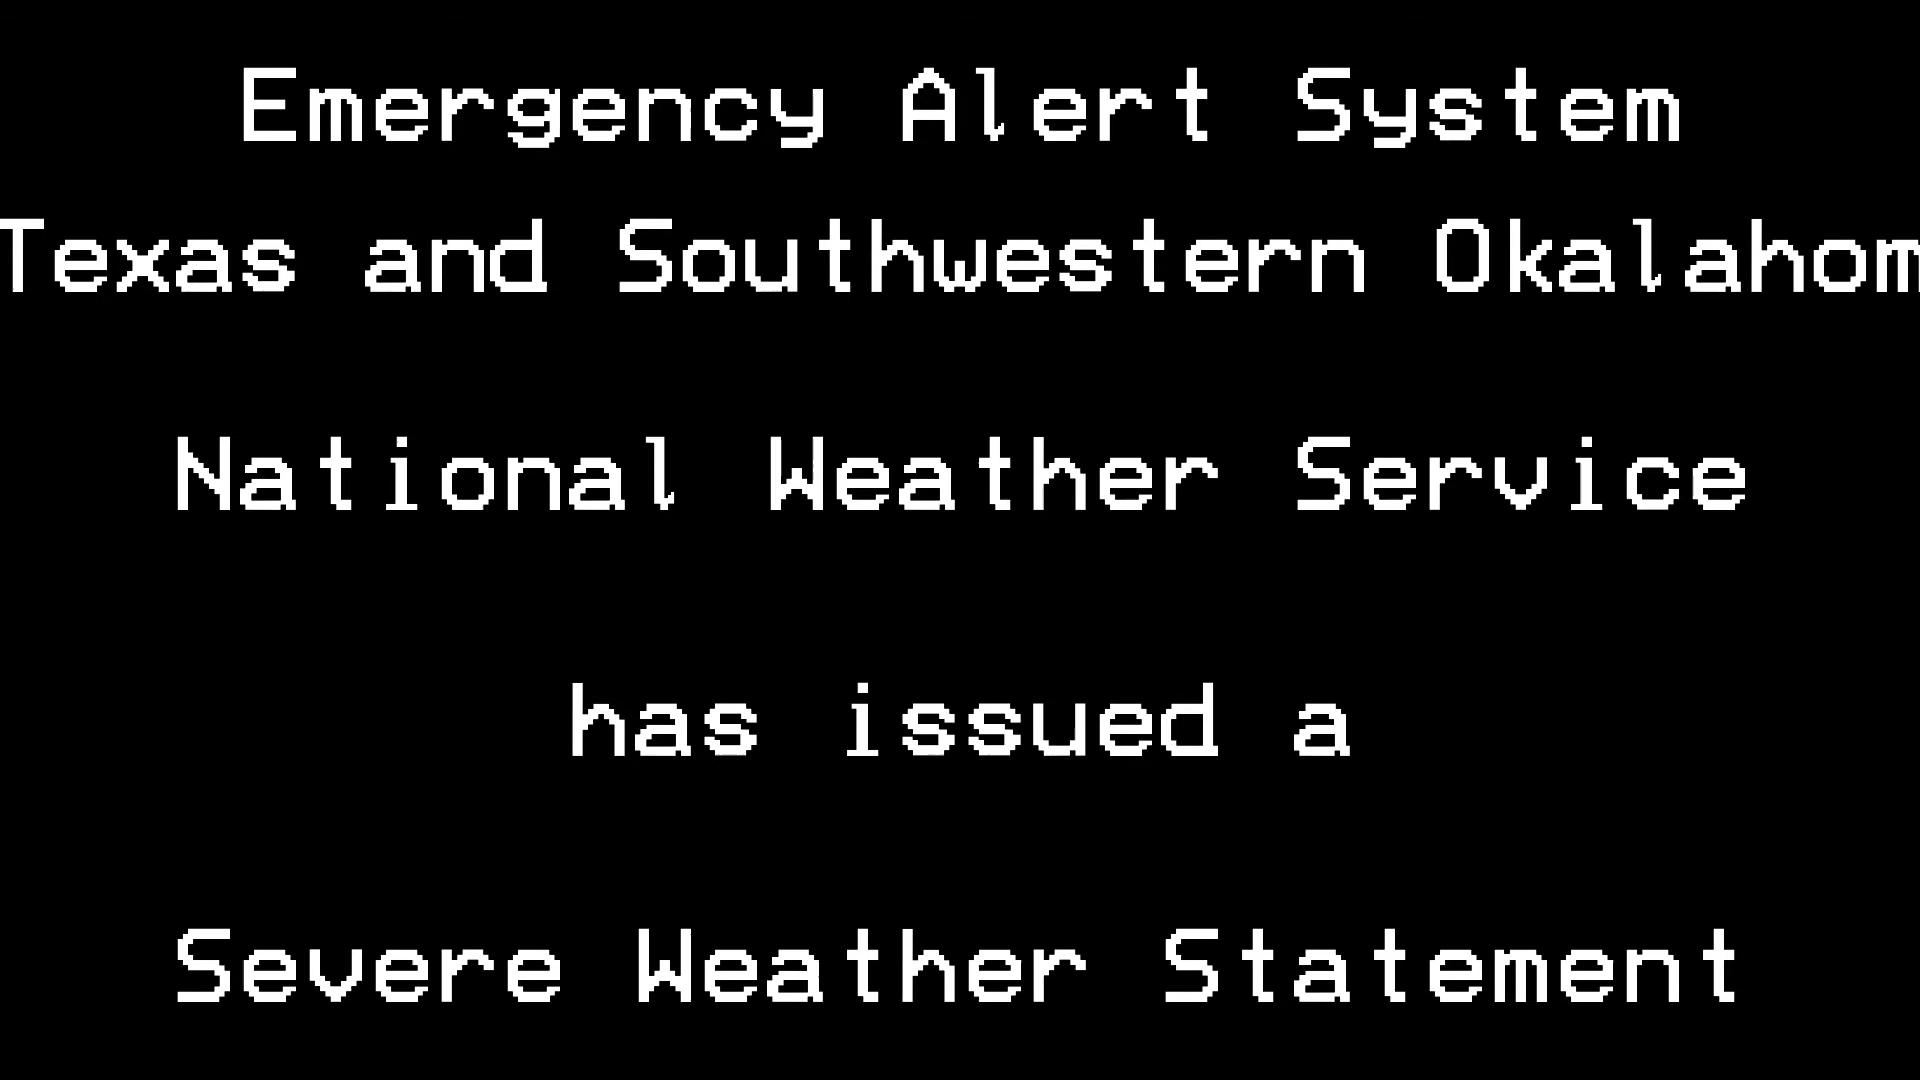 Emergency Alert System
Texas and Southwestern Okalahom
National Weather Service
has issued a
Severe Weather Statement